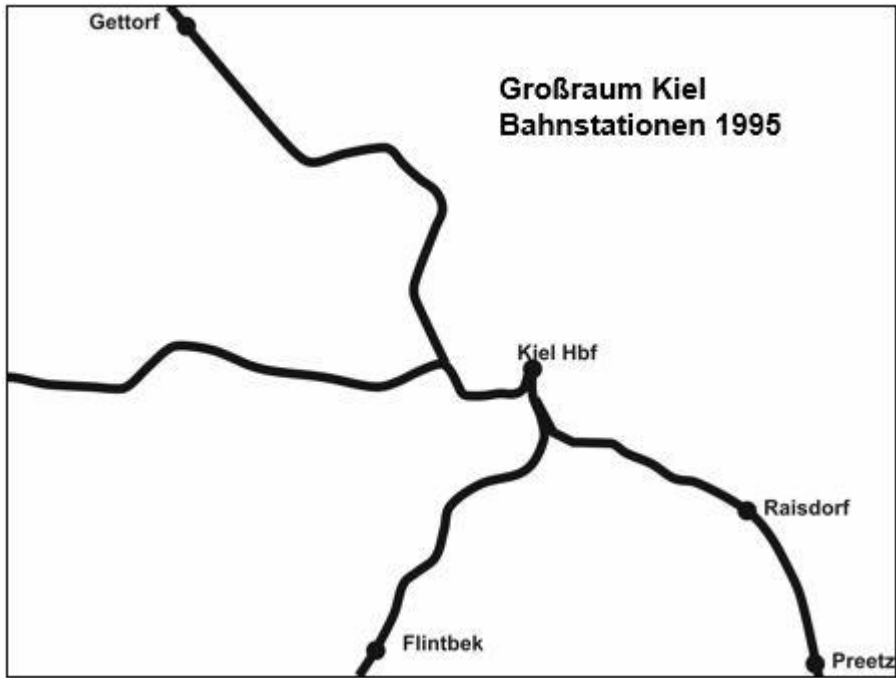 Gettorf
Großraum Kiel
Bahnstationen 1995
Kiel Hbf
Raisdorf
Flintbek
Preetz